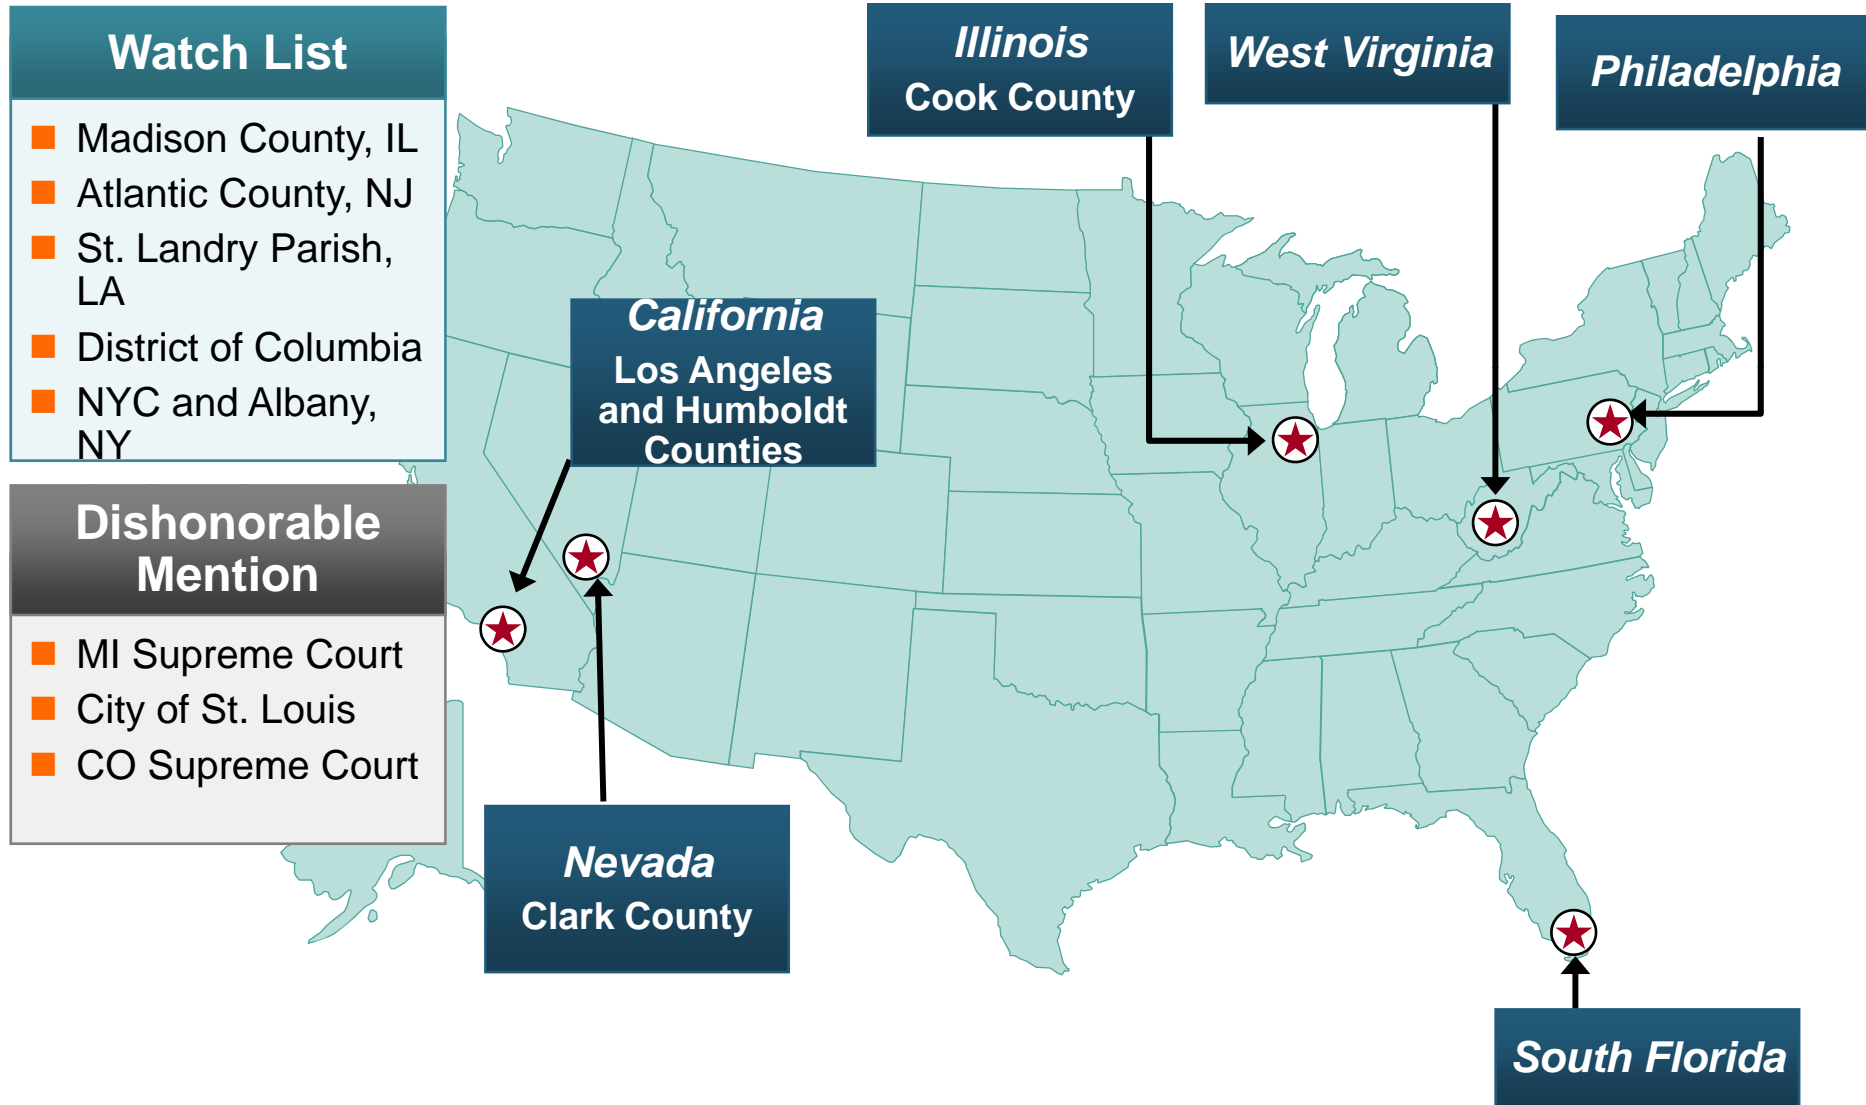 Watch List
Madison County, IL
Atlantic County, NJ
St. Landry Parish,
LA
District of Columbia
NYC and Albany,
NY
Dishonorable
Mention
MI Supreme Court
City of St. Louis
CO Supreme Court
Illinois
Cook County
West Virginia
Philadelphia
California
Los Angeles
and Humboldt
Counties
Nevada
Clark County
South Florida